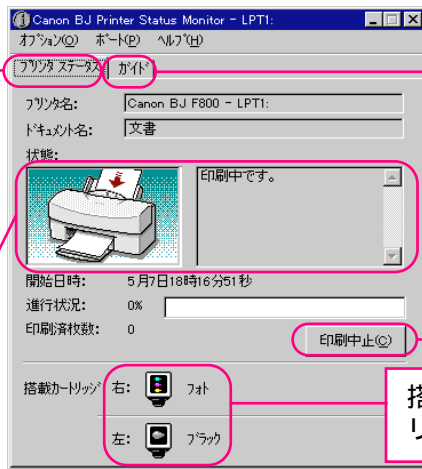 Canon BJ Printer Status Monitor - LPT1:
オプション(O) ポート(P) ヘルプ(H)
プリンタ ステータス ガイド
プリンタ名: Canon BJ F800 - LPT1:
ドキュメント名: 文書
状態:
印刷中です。
開始日時: 5月7日18時16分51秒
進行状況: 0%
印刷済枚数: 0
印刷中止(C)
搭載カートリッジ 右: フォト
左: ブラック
搭
リ